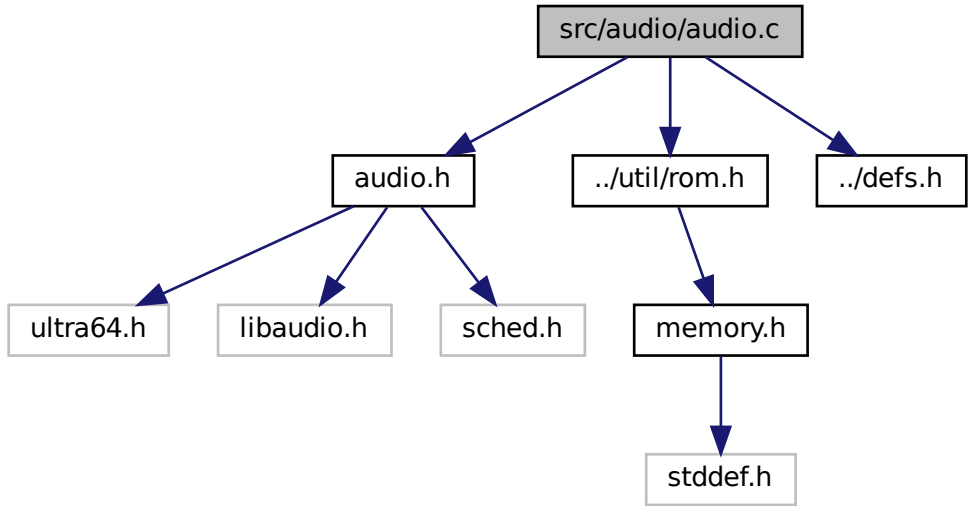 src/audio/audio.c
audio.h
../util/rom.h
../defs.h
ultra64.h
libaudio.h
sched.h
memory.h
stddef.h